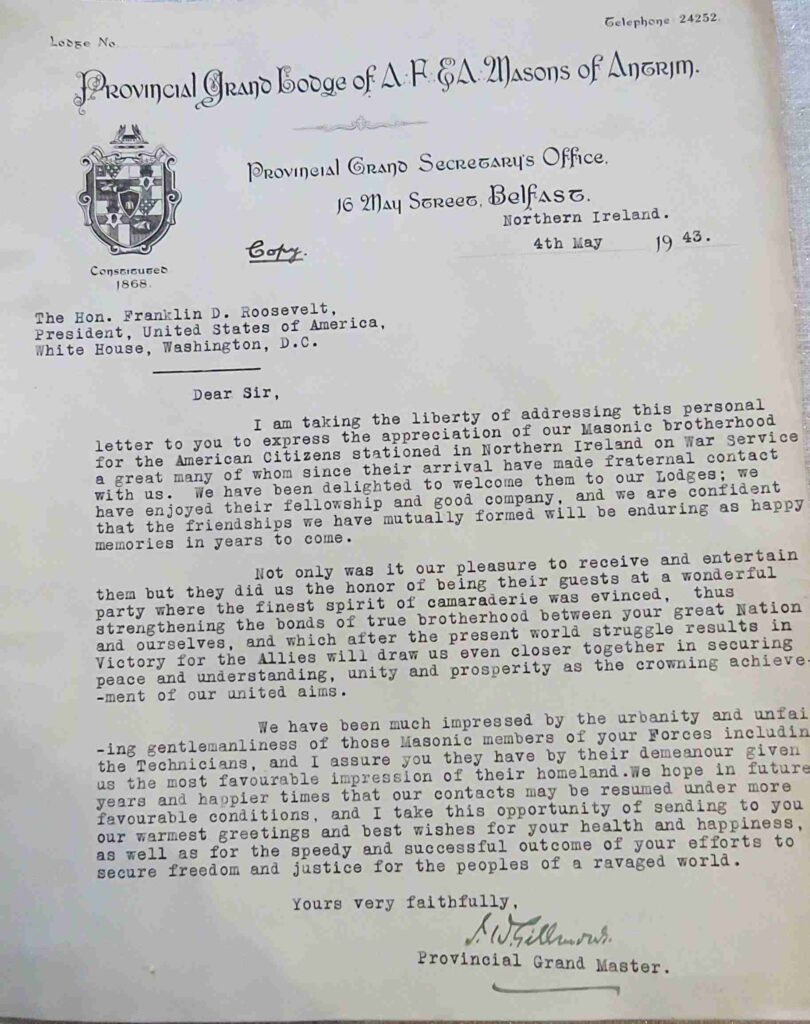 Telephone 24252.
Lodge No.
Provincial Grand Lodge of A. F. & A. Masons of Antrim.
Provincial Grand Secretary's Office,
16 May Street, Belfast.
Northern Ireland.
4th May 1943.
Copy.
Constituted
1868.
The Hon. Franklin D. Roosevelt,
President, United States of America,
White House, Washington, D.C.
Dear Sir,
I am taking the liberty of addressing this personal
letter to you to express the appreciation of our Masonic brotherhood
for the American Citizens stationed in Northern Ireland on War Service
a great many of whom since their arrival have made fraternal contact
with us. We have been delighted to welcome them to our Lodges; we
have enjoyed their fellowship and good company, and we are confident
that the friendships we have mutually formed will be enduring as happy
memories in years to come.
Not only was it our pleasure to receive and entertain
them but they did us the honor of being their guests at a wonderful
party where the finest spirit of camaraderie was evinced, thus
strengthening the bonds of true brotherhood between your great Nation
and ourselves, and which after the present world struggle results in
Victory for the Allies will draw us even closer together in securing
peace and understanding, unity and prosperity as the crowning achieve-
-ment of our united aims.
We have been much impressed by the urbanity and unfai
-ing gentlemanliness of those Masonic members of your Forces includin
the Technicians, and I assure you they have by their demeanour given
us the most favourable impression of their homeland.We hope in future
years and happier times that our contacts may be resumed under more
favourable conditions, and I take this opportunity of sending to you
our warmest greetings and best wishes for your health and happiness,
as well as for the speedy and successful outcome of your efforts to
secure freedom and justice for the peoples of a ravaged world.
Yours very faithfully,
Provincial Grand Master.